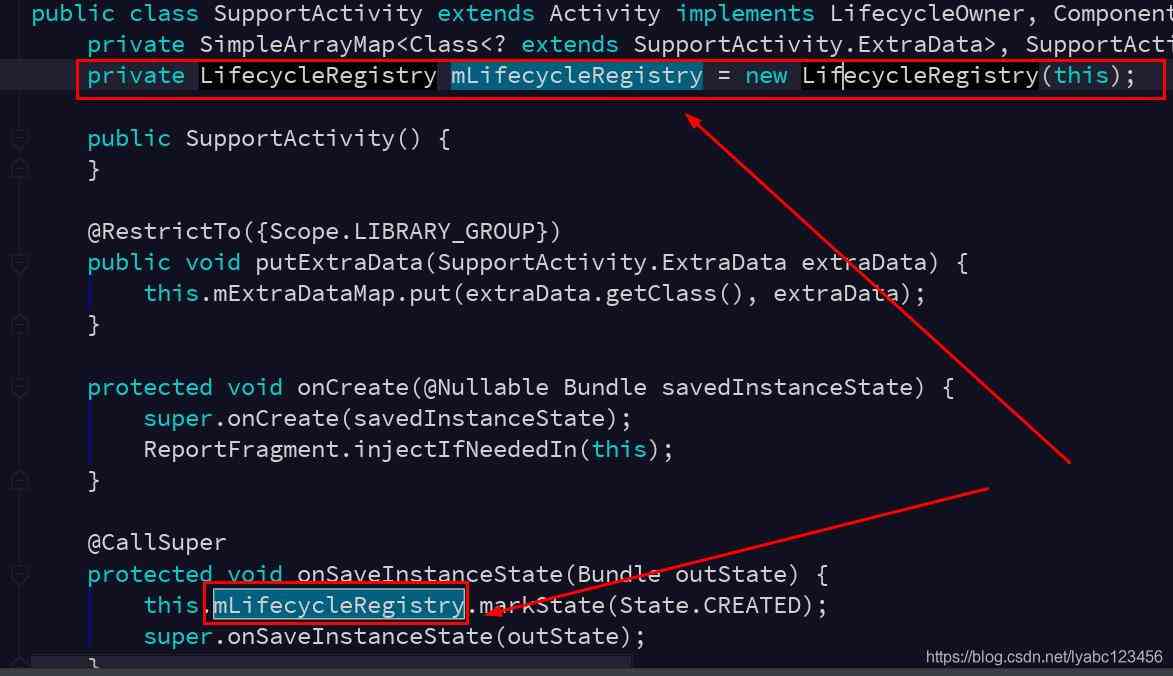 public class SupportActivity extends Activity implements LifecycleOwner, Component
private SimpleArrayMap<Class<? extends SupportActivity.ExtraData>, SupportActi
private LifecycleRegistry mLifecycleRegistry = new LifecycleRegistry(this);
public SupportActivity() {
}
@RestrictTo({Scope.LIBRARY_GROUP})
public void putExtraData(SupportActivity.ExtraData extraData) {
this.mExtraDataMap.put(extraData.getClass(), extraData);
}
protected void onCreate(@Nullable Bundle savedInstanceState) {
super.onCreate(savedInstanceState);
ReportFragment.injectIfNeededIn(this);
}
@CallSuper
protected void onSaveInstanceState(Bundle outState) {
this.mLifecycleRegistry.markState(State.CREATED);
super.onSaveInstanceState(outState);
}
https://blog.csdn.net/lyabc123456